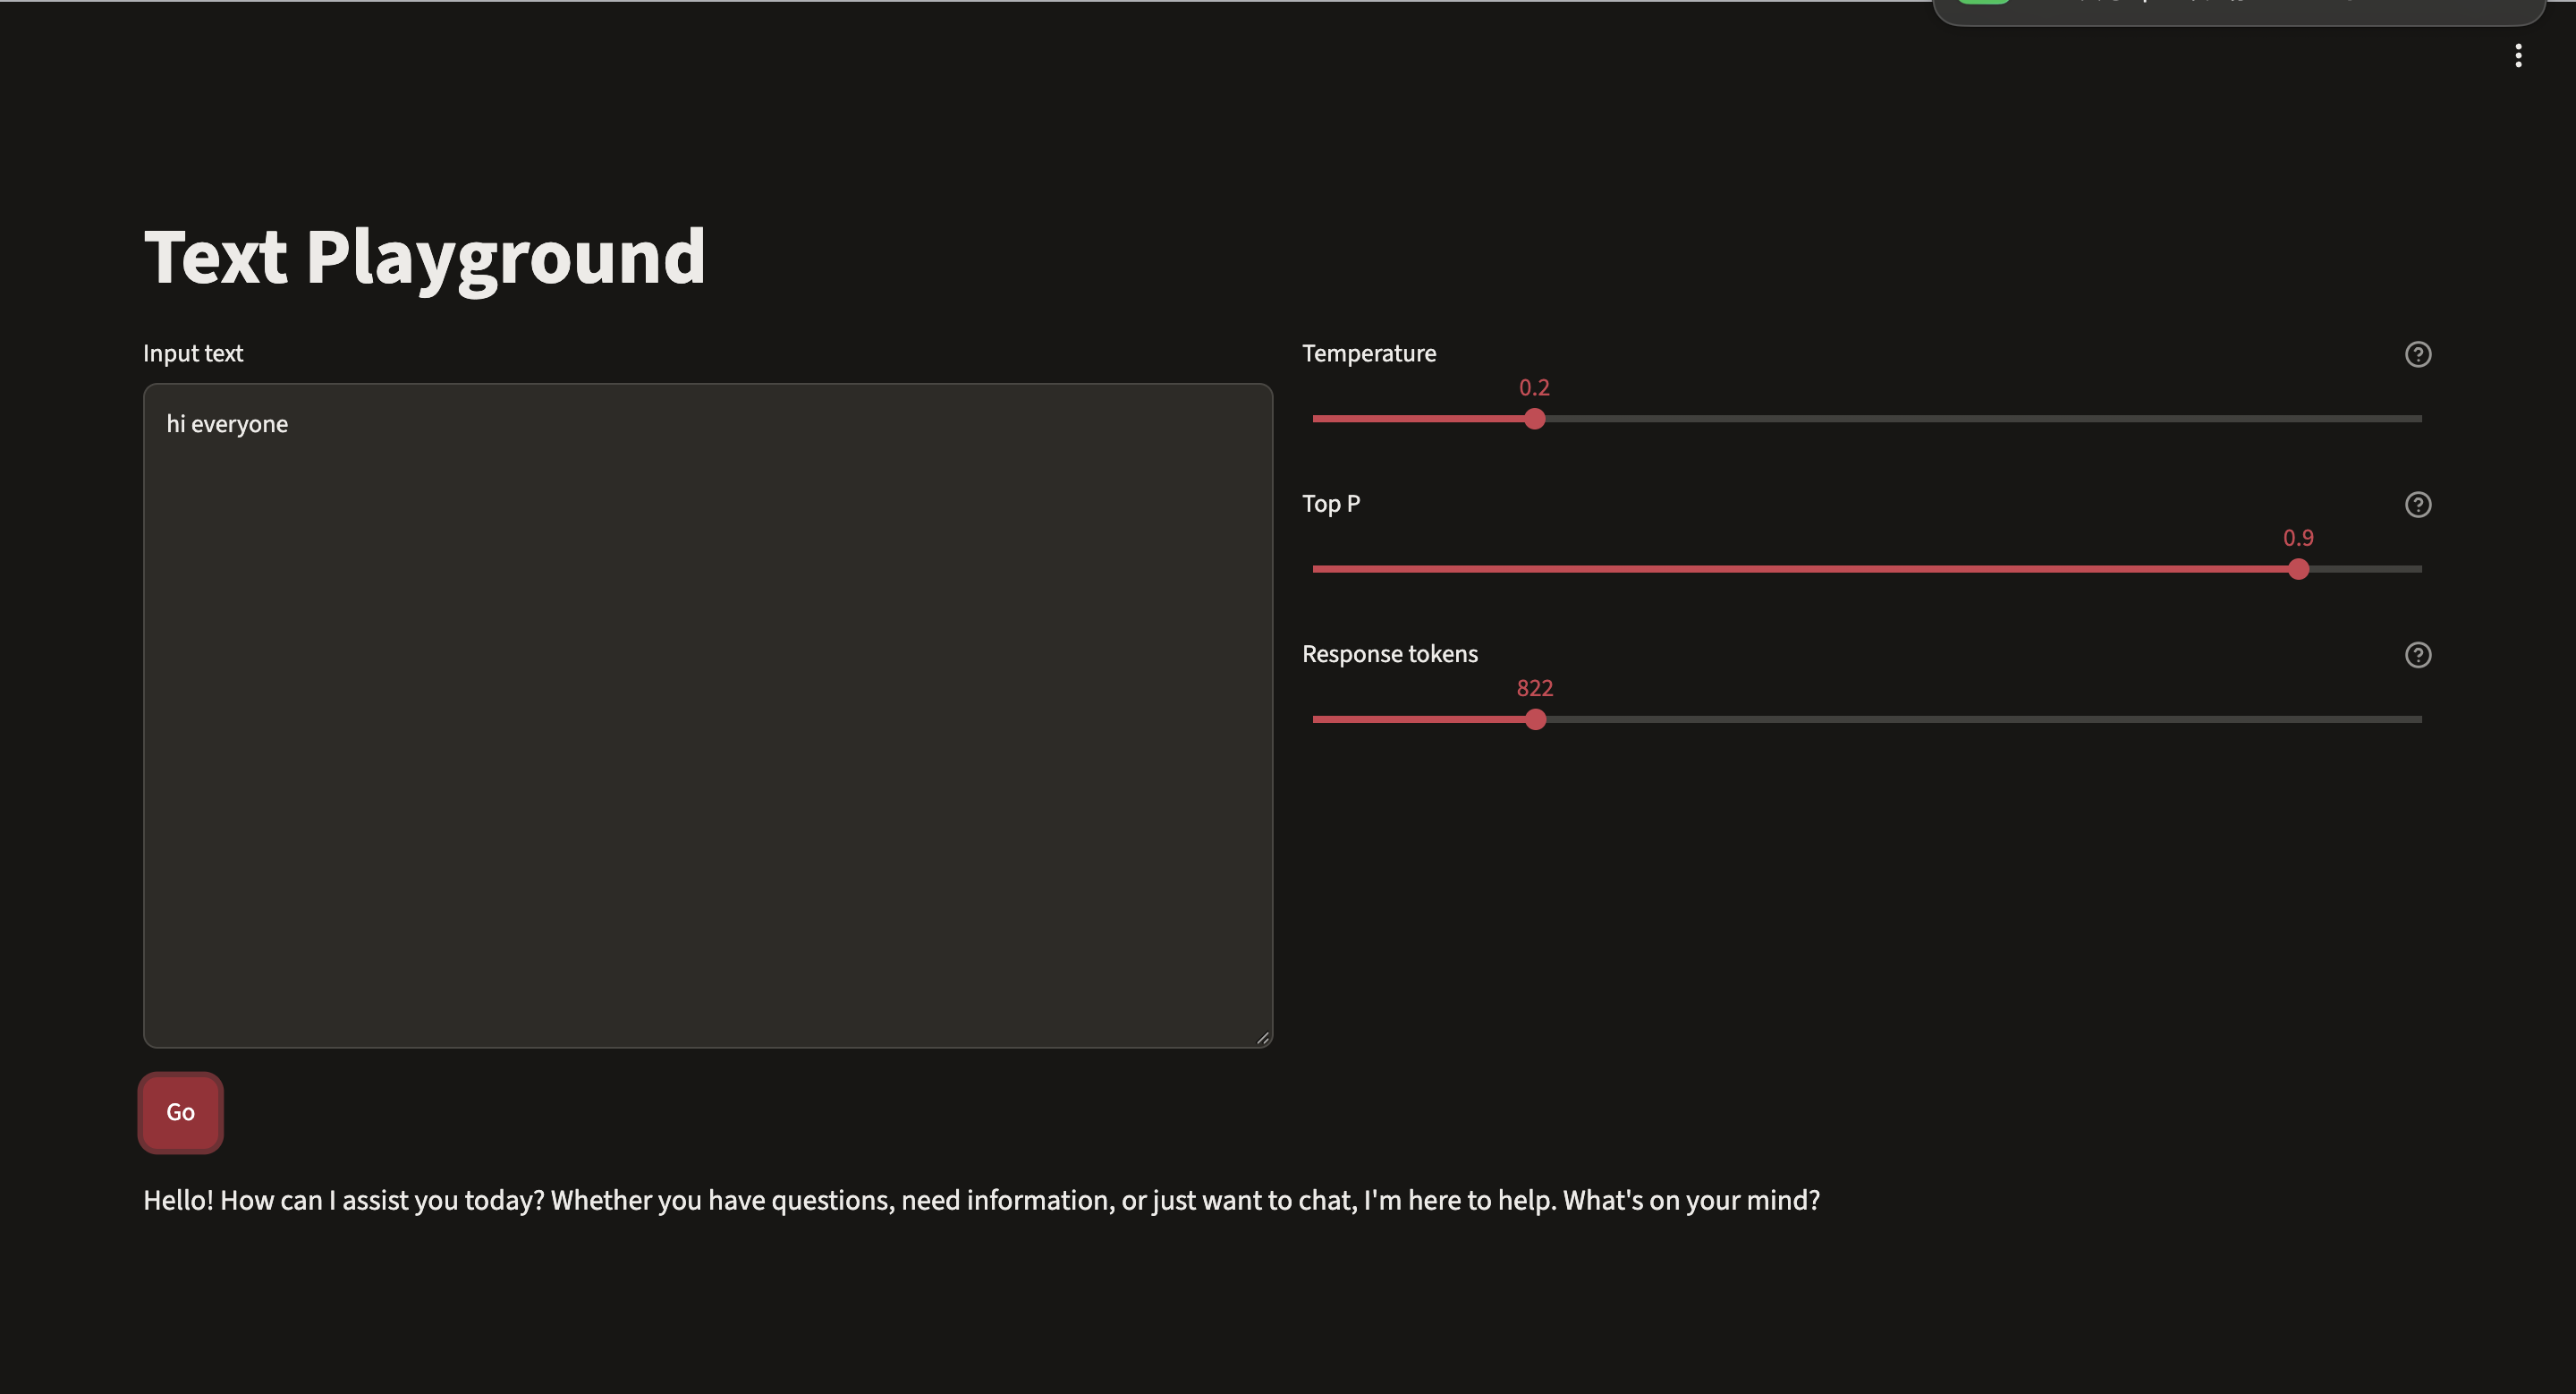 Text Playground
Input text
hi everyone
Temperature
0.2
Top P
0.9
Response tokens
822
Go
Hello! How can I assist you today? Whether you have questions, need information, or just want to chat, I'm here to help. What's on your mind?